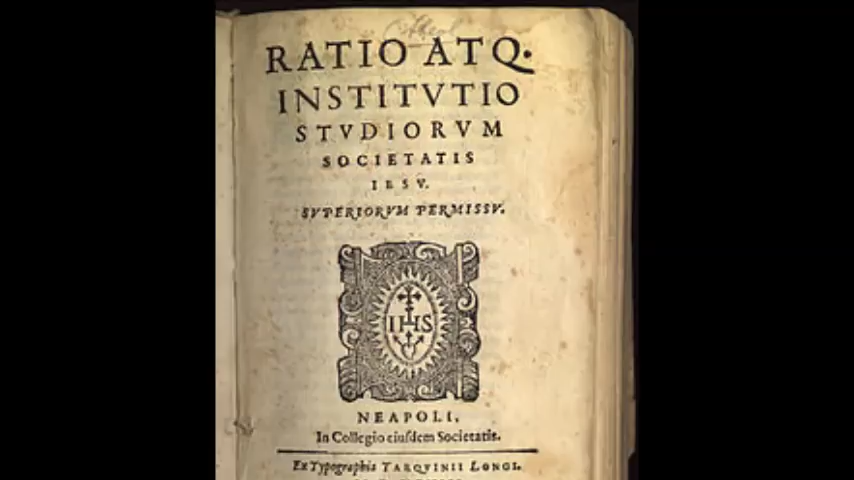 RATIO ATQ.
INSTITVTIO
STVDIORVM
SOCIETATIS
IESV.
SVPERIORVM PERMISSV.
IHS
NEAPOLI,
In Collegio eiusdem Societatis.
Ex Typographia TARQVINII LONGI.